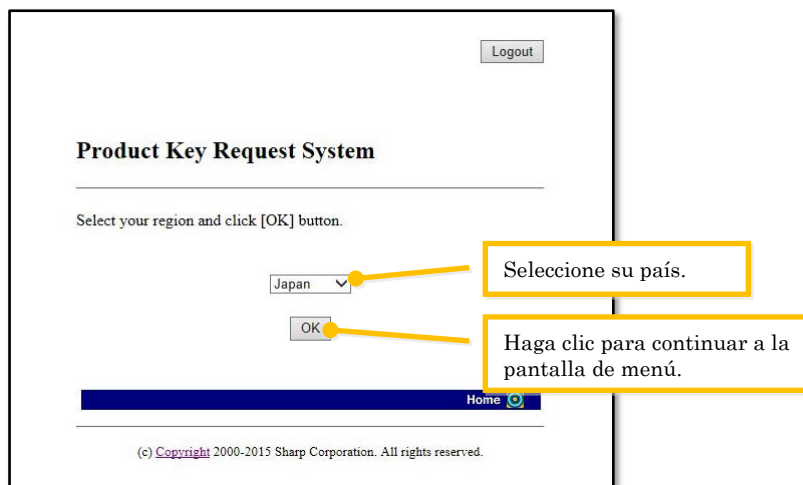 Logout
Product Key Request System
Select your region and click [OK] button.
Japan
Seleccione su país.
OK
Haga clic para continuar a la
pantalla de menú.
Home
(c) Copyright 2000-2015 Sharp Corporation. All rights reserved.